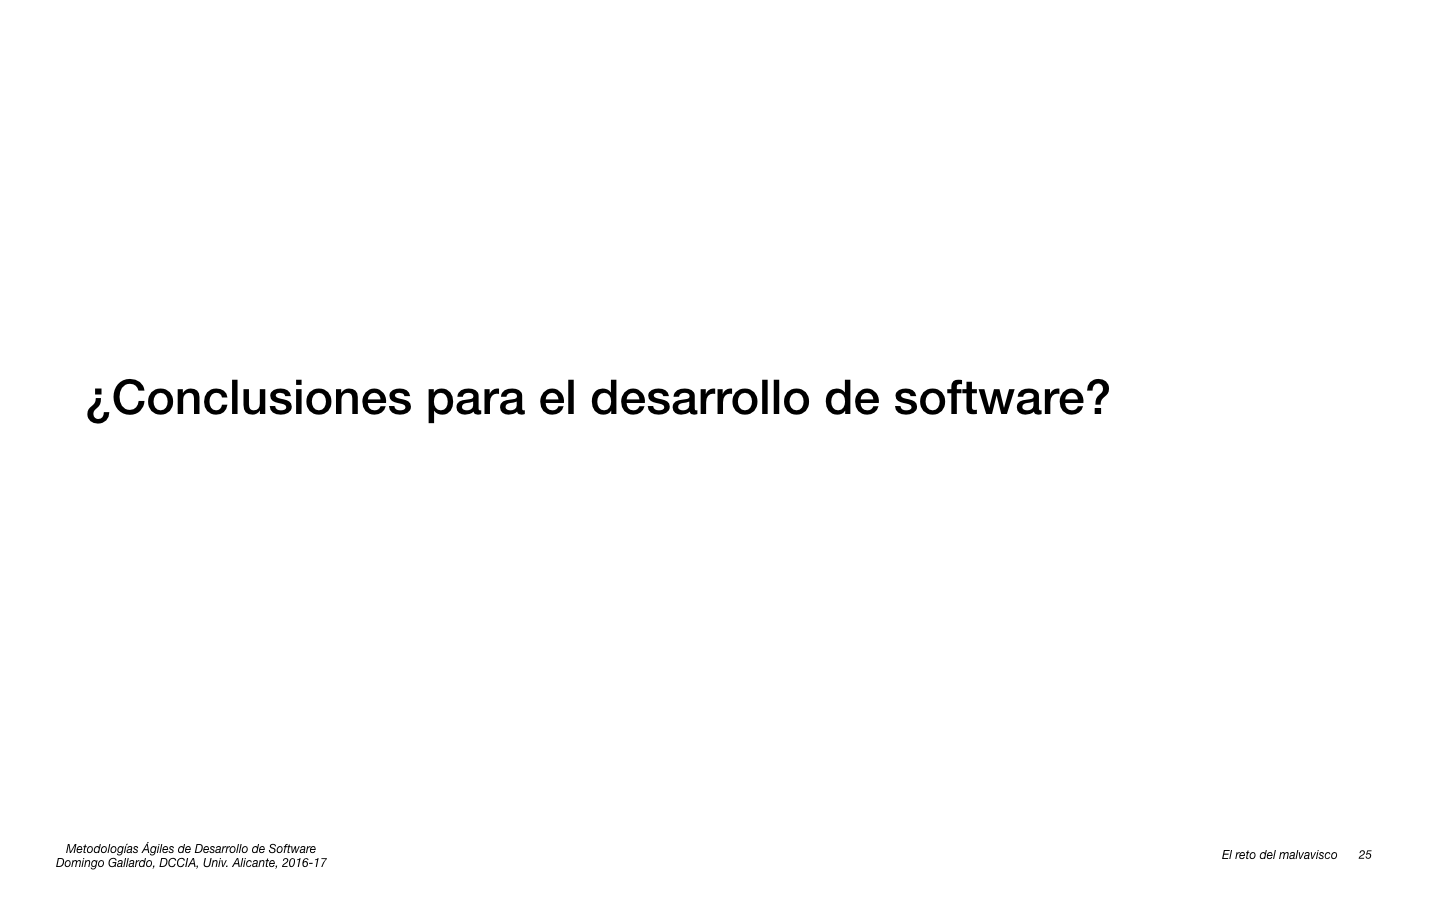 ¿Conclusiones para el desarrollo de software?
Metodologías Ágiles de Desarrollo de Software
Domingo Gallardo, DCCIA, Univ. Alicante, 2016-17
El reto del malvavisco 25